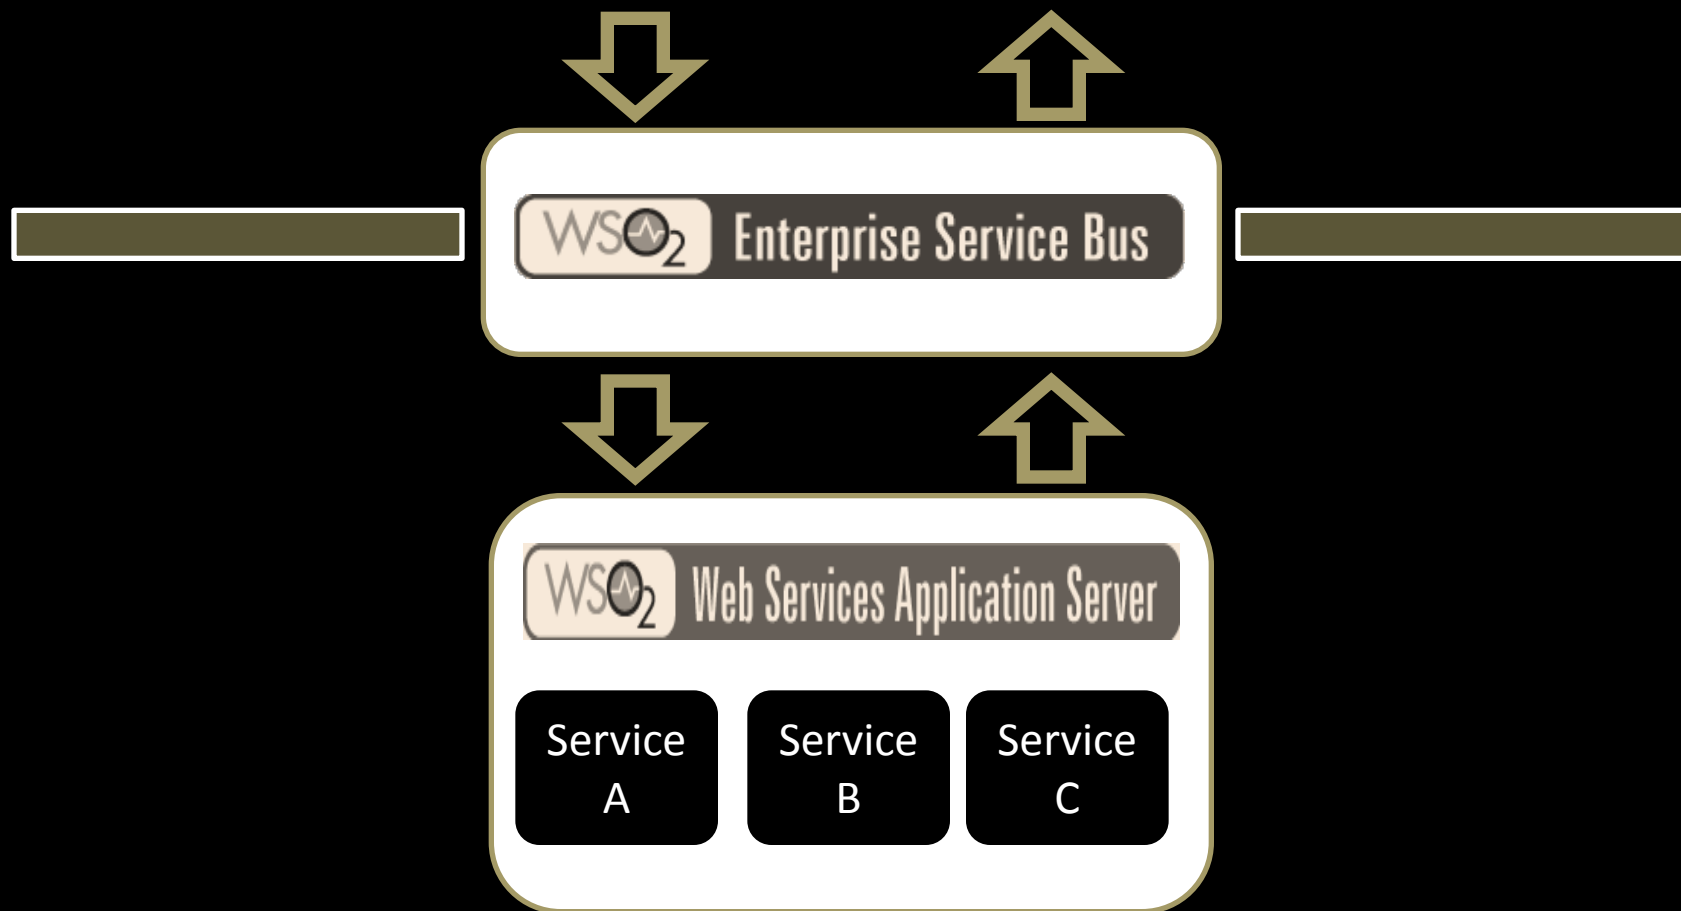 WSO2 Enterprise Service Bus
WSO2 Web Services Application Server
Service
A
Service
B
Service
C